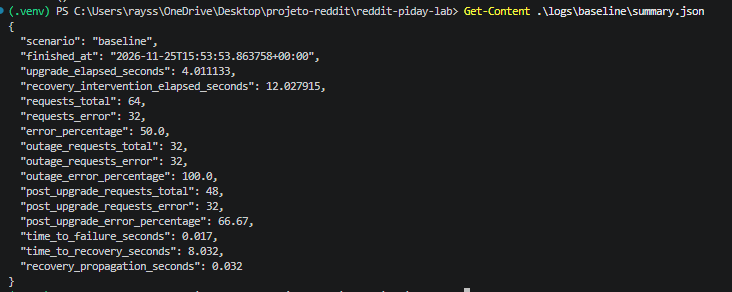 (.venv) PS C:\Users\rayss\OneDrive\Desktop\projeto-reddit\reddit-piday-lab> Get-Content .\logs\baseline\summary.json
{
  "scenario": "baseline",
  "finished_at": "2026-11-25T15:53:53.863758+00:00",
  "upgrade_elapsed_seconds": 4.011133,
  "recovery_intervention_elapsed_seconds": 12.027915,
  "requests_total": 64,
  "requests_error": 32,
  "error_percentage": 50.0,
  "outage_requests_total": 32,
  "outage_requests_error": 32,
  "outage_error_percentage": 100.0,
  "post_upgrade_requests_total": 48,
  "post_upgrade_requests_error": 32,
  "post_upgrade_error_percentage": 66.67,
  "time_to_failure_seconds": 0.017,
  "time_to_recovery_seconds": 8.032,
  "recovery_propagation_seconds": 0.032
}